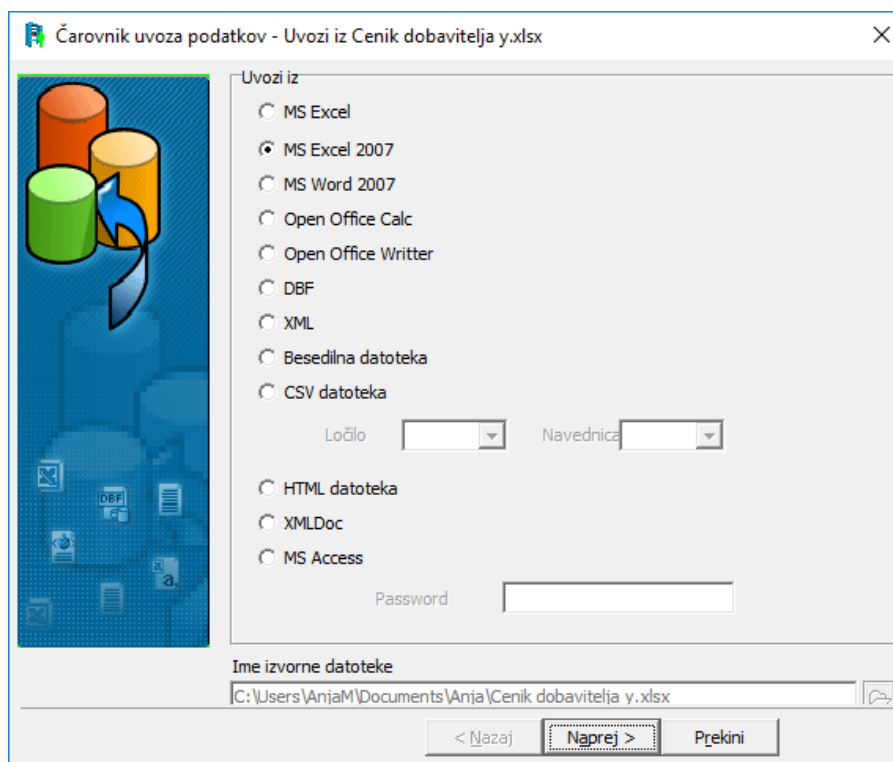 Čarovnik uvoza podatkov - Uvozi iz Cenik dobavitelja y.xlsx
Uvozi iz
MS Excel
MS Excel 2007
MS Word 2007
Open Office Calc
Open Office Writter
DBF
XML
Besedilna datoteka
CSV datoteka
Ločilo Navednica
HTML datoteka
XMLDoc
MS Access
Password
DBF
a.
Ime izvorne datoteke
C:\Users\AnjaM\Documents\Anja\Cenik dobavitelja y.xlsx
< Nazaj Naprej > Prekini